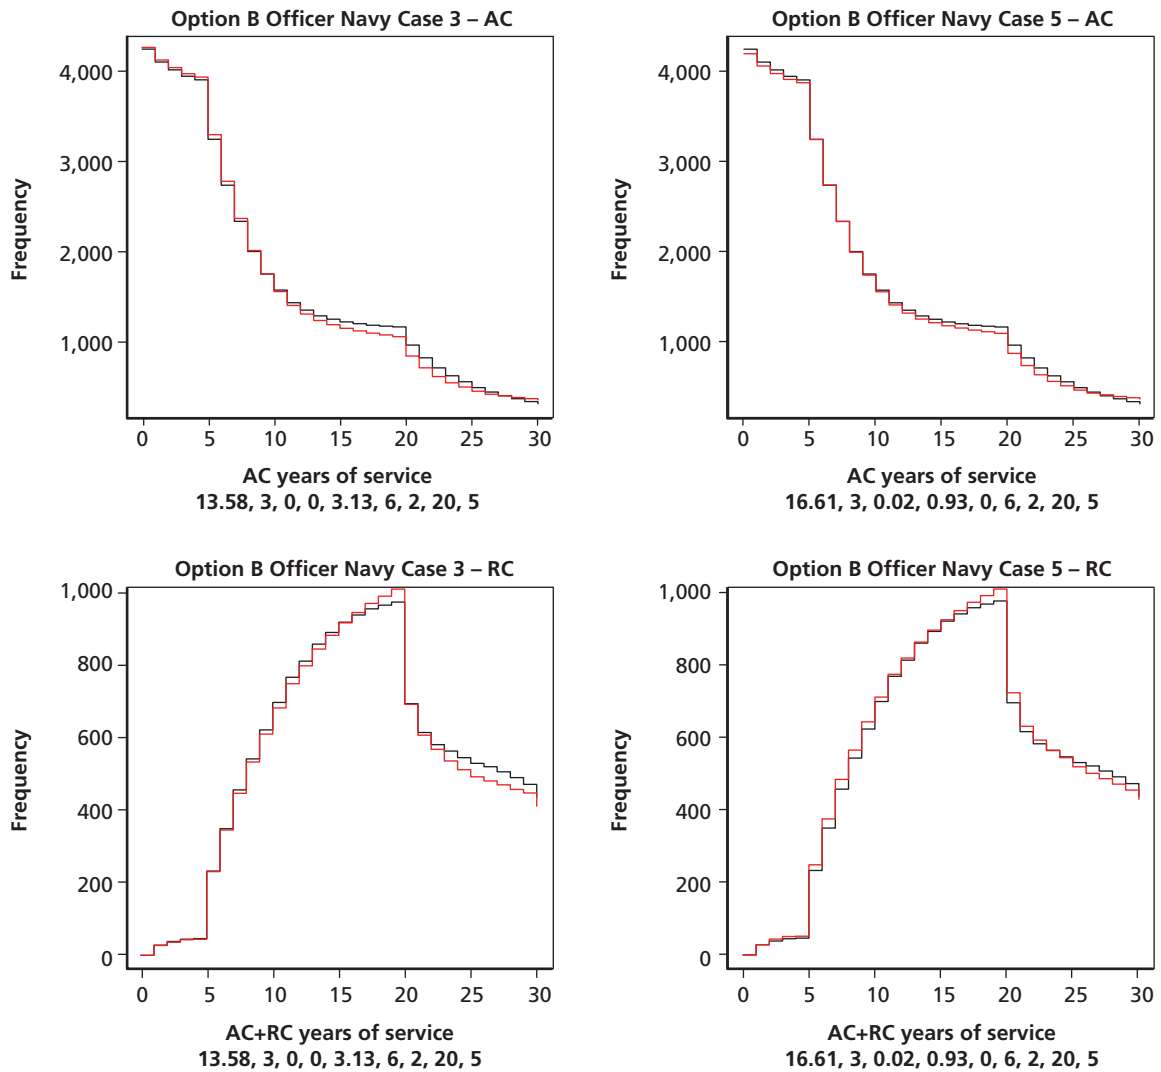 Option B Officer Navy Case 3 – AC
4,000
3,000
2,000
1,000
Frequency
0 5 10 15 20 25 30
AC years of service
13.58, 3, 0, 0, 3.13, 6, 2, 20, 5
Option B Officer Navy Case 5 – AC
4,000
3,000
2,000
1,000
Frequency
0 5 10 15 20 25 30
AC years of service
16.61, 3, 0.02, 0.93, 0, 6, 2, 20, 5
Option B Officer Navy Case 3 – RC
1,000
800
600
400
200
0
Frequency
0 5 10 15 20 25 30
AC+RC years of service
13.58, 3, 0, 0, 3.13, 6, 2, 20, 5
Option B Officer Navy Case 5 – RC
1,000
800
600
400
200
0
Frequency
0 5 10 15 20 25 30
AC+RC years of service
16.61, 3, 0.02, 0.93, 0, 6, 2, 20, 5